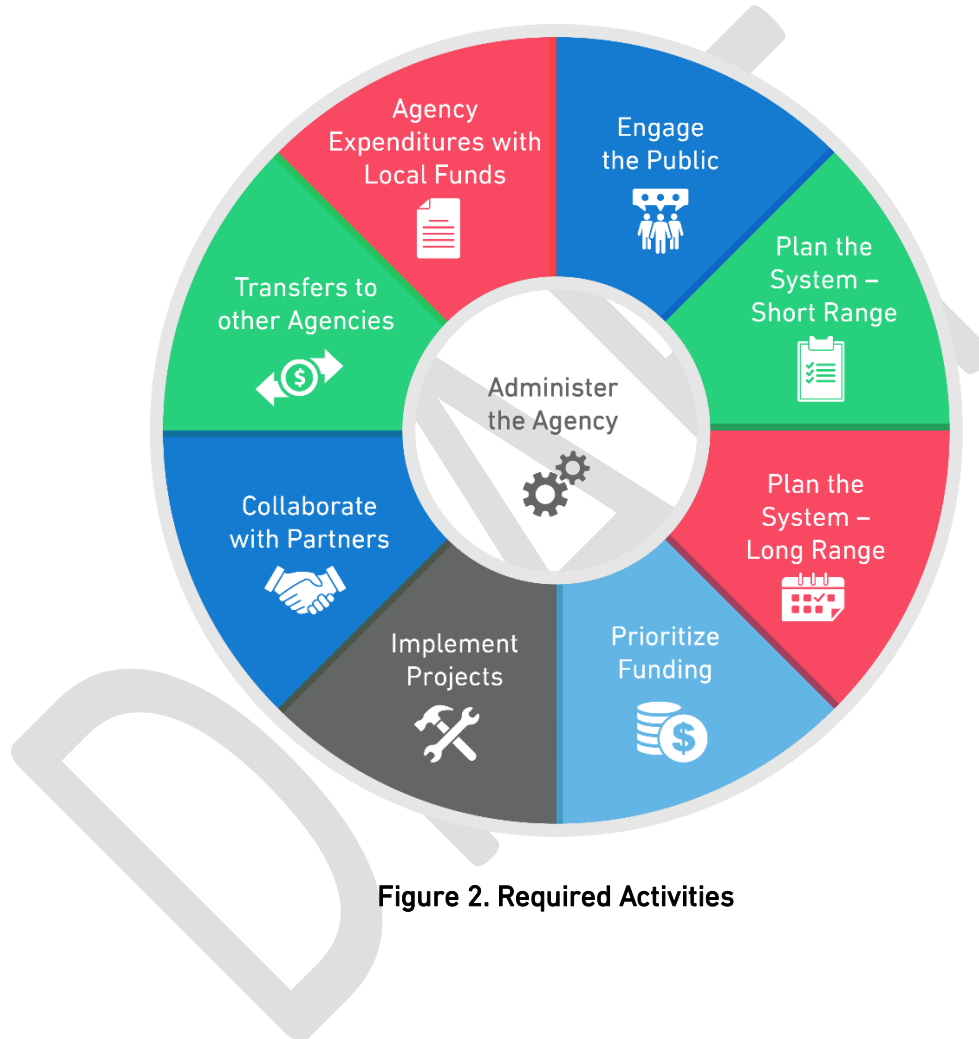 Agency
Expenditures with
Local Funds
Engage
the Public
Plan the
System –
Short Range
Transfers to
other Agencies
$
Administer
the Agency
Plan the
System –
Long Range
Collaborate
with Partners
Implement
Projects
Prioritize
Funding
$
Figure 2. Required Activities